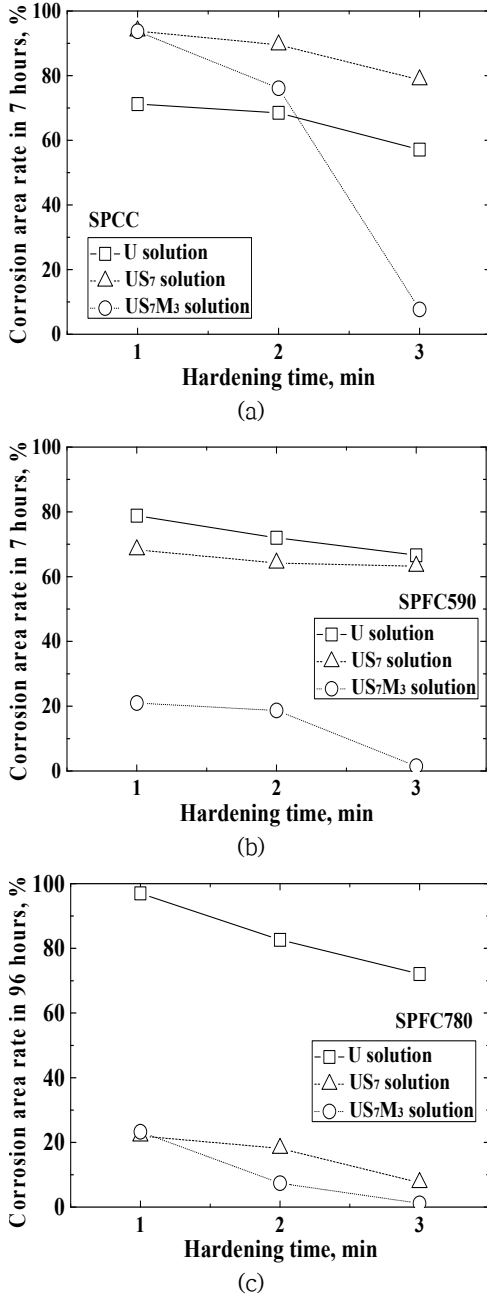 Corrosion area rate in 7 hours, %
100
80
60
40
20
0
SPCC
U solution
US₇ solution
US₇M₃ solution
1 2 3
Hardening time, min
(a)
Corrosion area rate in 7 hours, %
100
80
60
40
20
0
SPFC590
U solution
US₇ solution
US₇M₃ solution
1 2 3
Hardening time, min
(b)
Corrosion area rate in 96 hours, %
100
80
60
40
20
0
SPFC780
U solution
US₇ solution
US₇M₃ solution
1 2 3
Hardening time, min
(c)